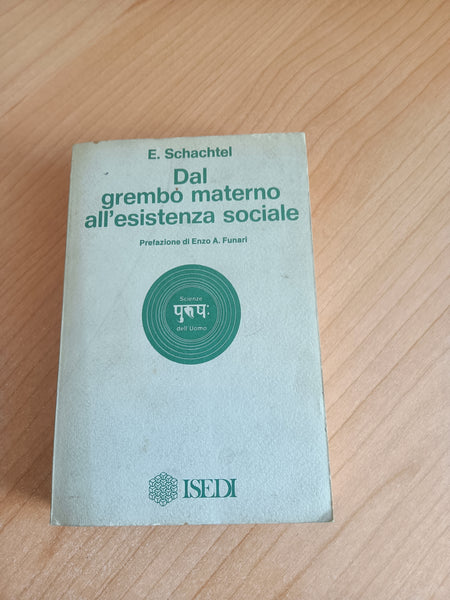 E. Schachtel
Dal
grembo materno
all'esistenza sociale
Prefazione di Enzo A. Funari
Scienze
पुरुषः
dell'Uomo
ISEDI